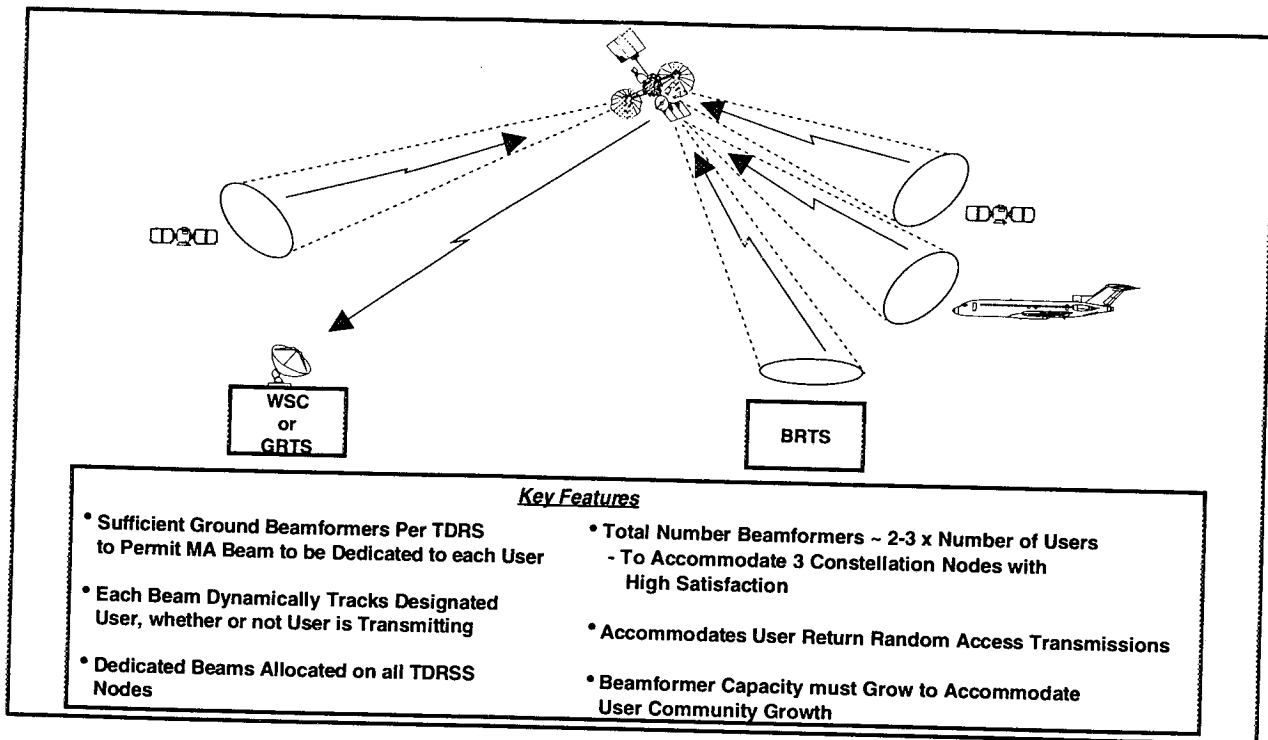 WSC
or
GRTS
BRTS
Key Features
• Sufficient Ground Beamformers Per TDRS
to Permit MA Beam to be Dedicated to each User
• Each Beam Dynamically Tracks Designated
User, whether or not User is Transmitting
• Dedicated Beams Allocated on all TDRSS
Nodes
• Total Number Beamformers ~ 2-3 x Number of Users
- To Accommodate 3 Constellation Nodes with
High Satisfaction
• Accommodates User Return Random Access Transmissions
• Beamformer Capacity must Grow to Accommodate
User Community Growth